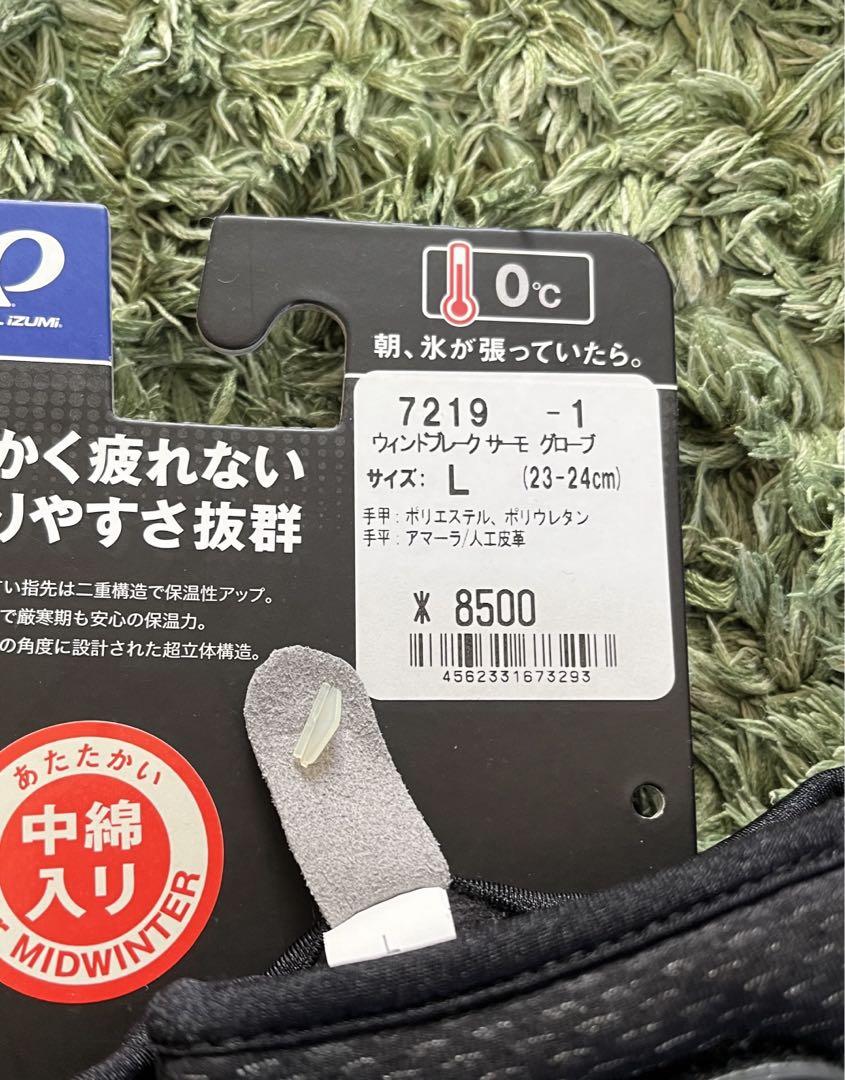 IZUMi
0℃
朝、氷が張っていたら。
7219 -1
ウィンドブレーク サーモ グローブ
サイズ: L (23-24cm)
手甲:ポリエステル、ポリウレタン
手平:アマーラ/人工皮革
¥ 8500
4562331673293
かく疲れない
りやすさ抜群
い指先は二重構造で保温性アップ。
で厳寒期も安心の保温力。
の角度に設計された超立体構造。
あたたかい
中綿
入り
MIDWINTER
L